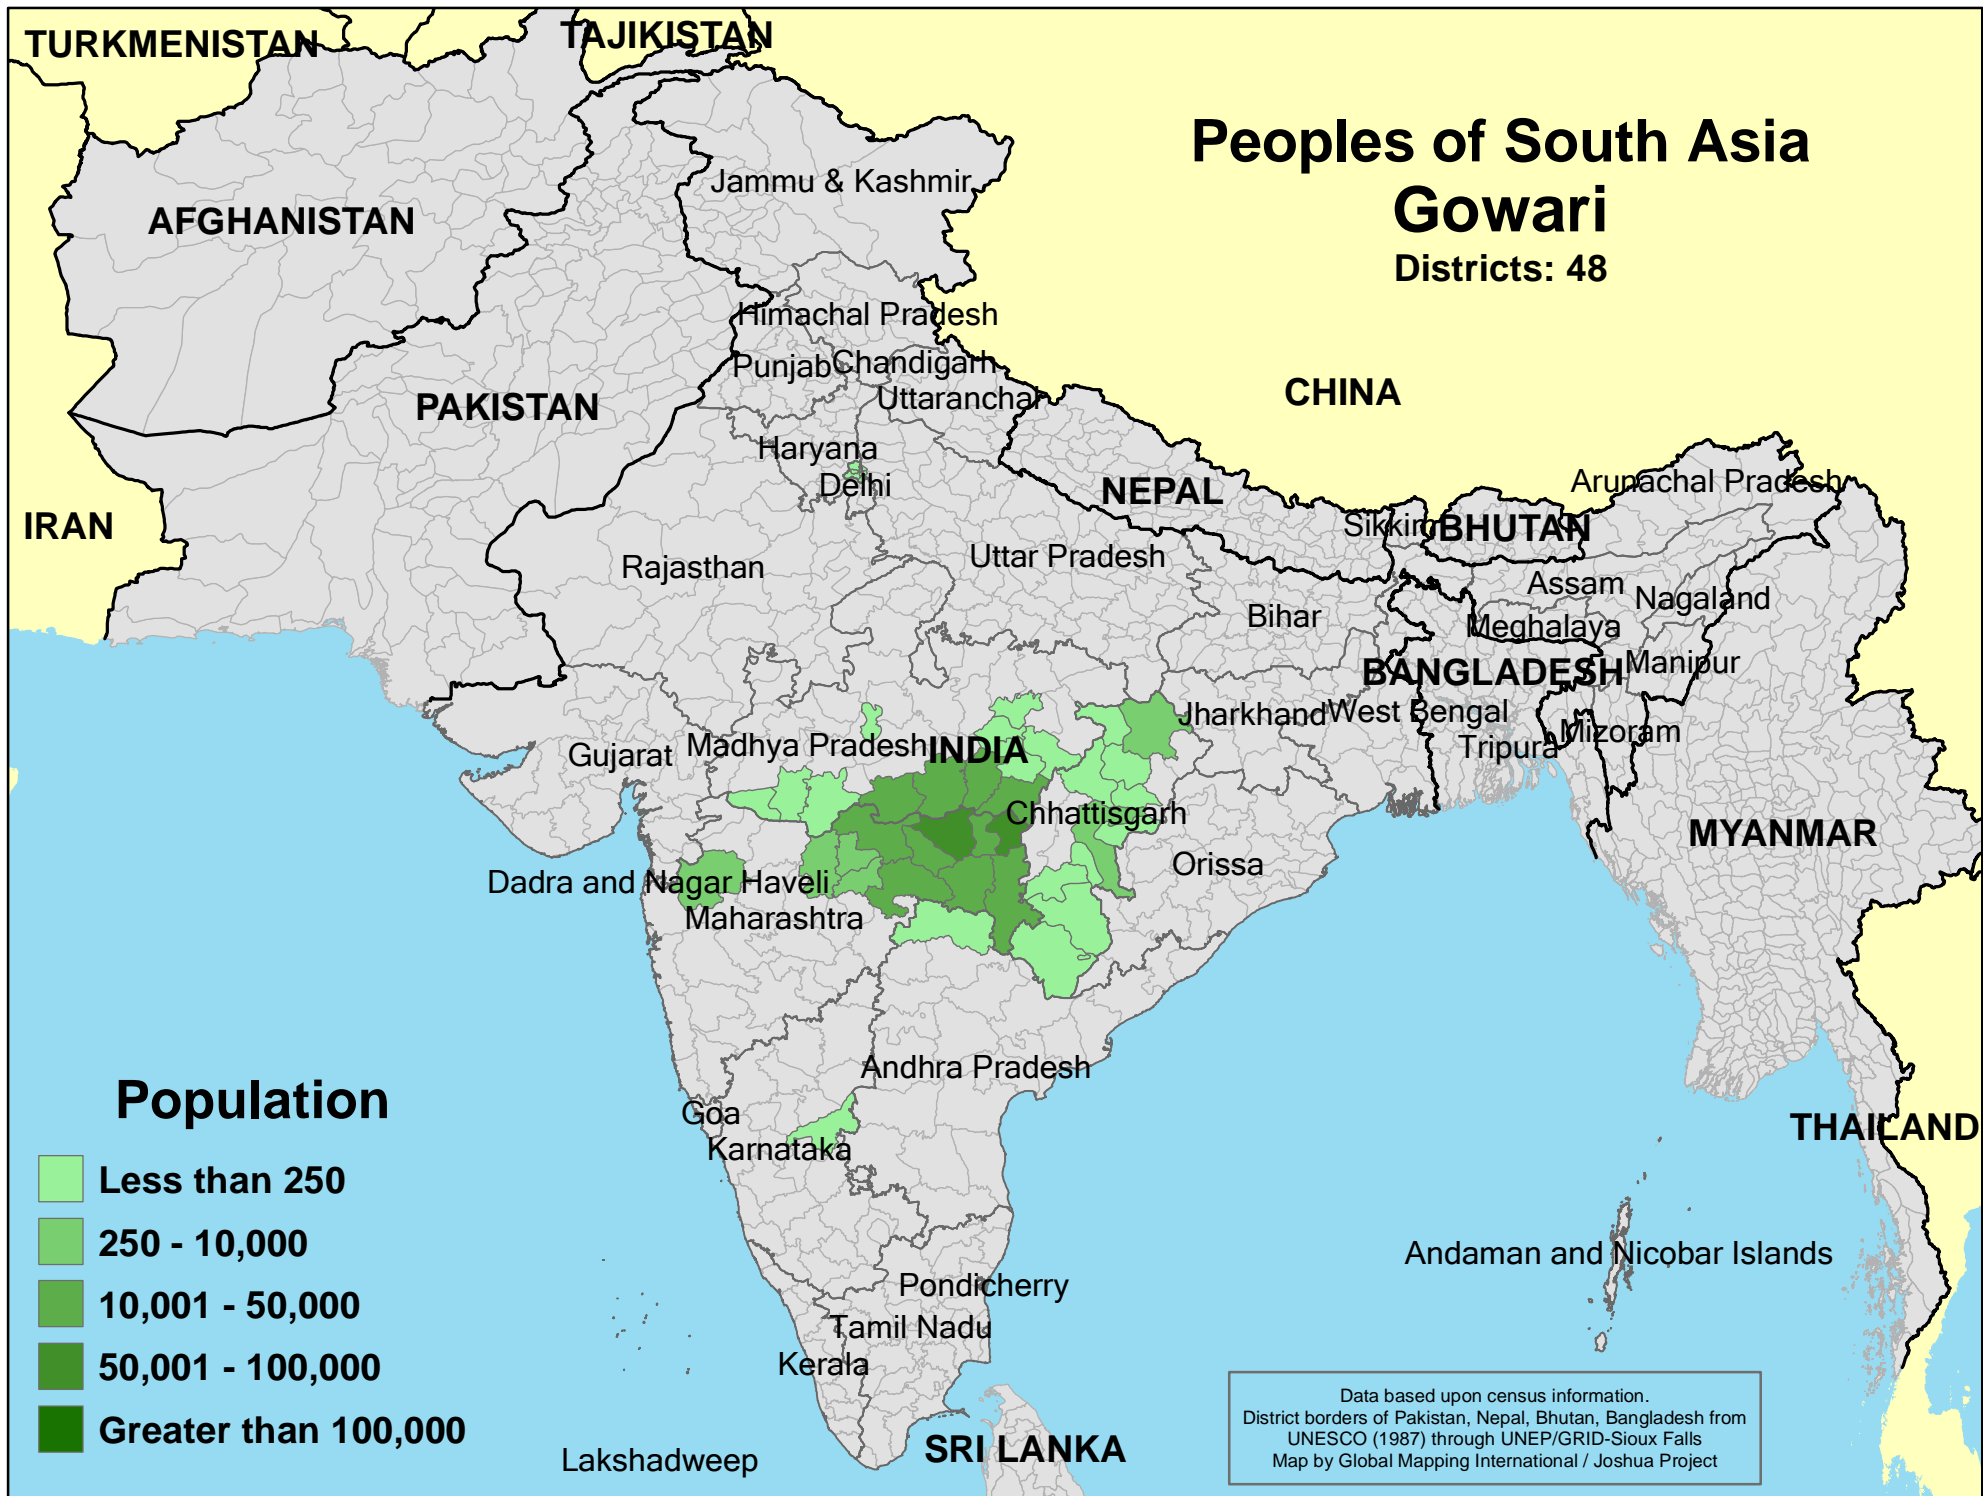 TURKMENISTAN
TAJIKISTAN
Peoples of South Asia
Gowari
Districts: 48
Jammu & Kashmir
AFGHANISTAN
Himachal Pradesh
Punjab
Chandigarh
Uttaranchal
CHINA
PAKISTAN
Haryana
Delhi
NEPAL
Arunachal Pradesh
IRAN
Sikkim
BHUTAN
Rajasthan
Uttar Pradesh
Assam
Nagaland
Bihar
Meghalaya
BANGLADESH
Manipur
Jharkhand
West Bengal
Mizoram
Tripura
Gujarat
Madhya Pradesh
INDIA
Chhattisgarh
MYANMAR
Orissa
Dadra and Nagar Haveli
Maharashtra
Andhra Pradesh
Goa
Karnataka
THAILAND
Population
Less than 250
250 - 10,000
10,001 - 50,000
50,001 - 100,000
Greater than 100,000
Andaman and Nicobar Islands
Pondicherry
Tamil Nadu
Kerala
Lakshadweep
SRI LANKA
Data based upon census information.
District borders of Pakistan, Nepal, Bhutan, Bangladesh from
UNESCO (1987) through UNEP/GRID-Sioux Falls
Map by Global Mapping International / Joshua Project